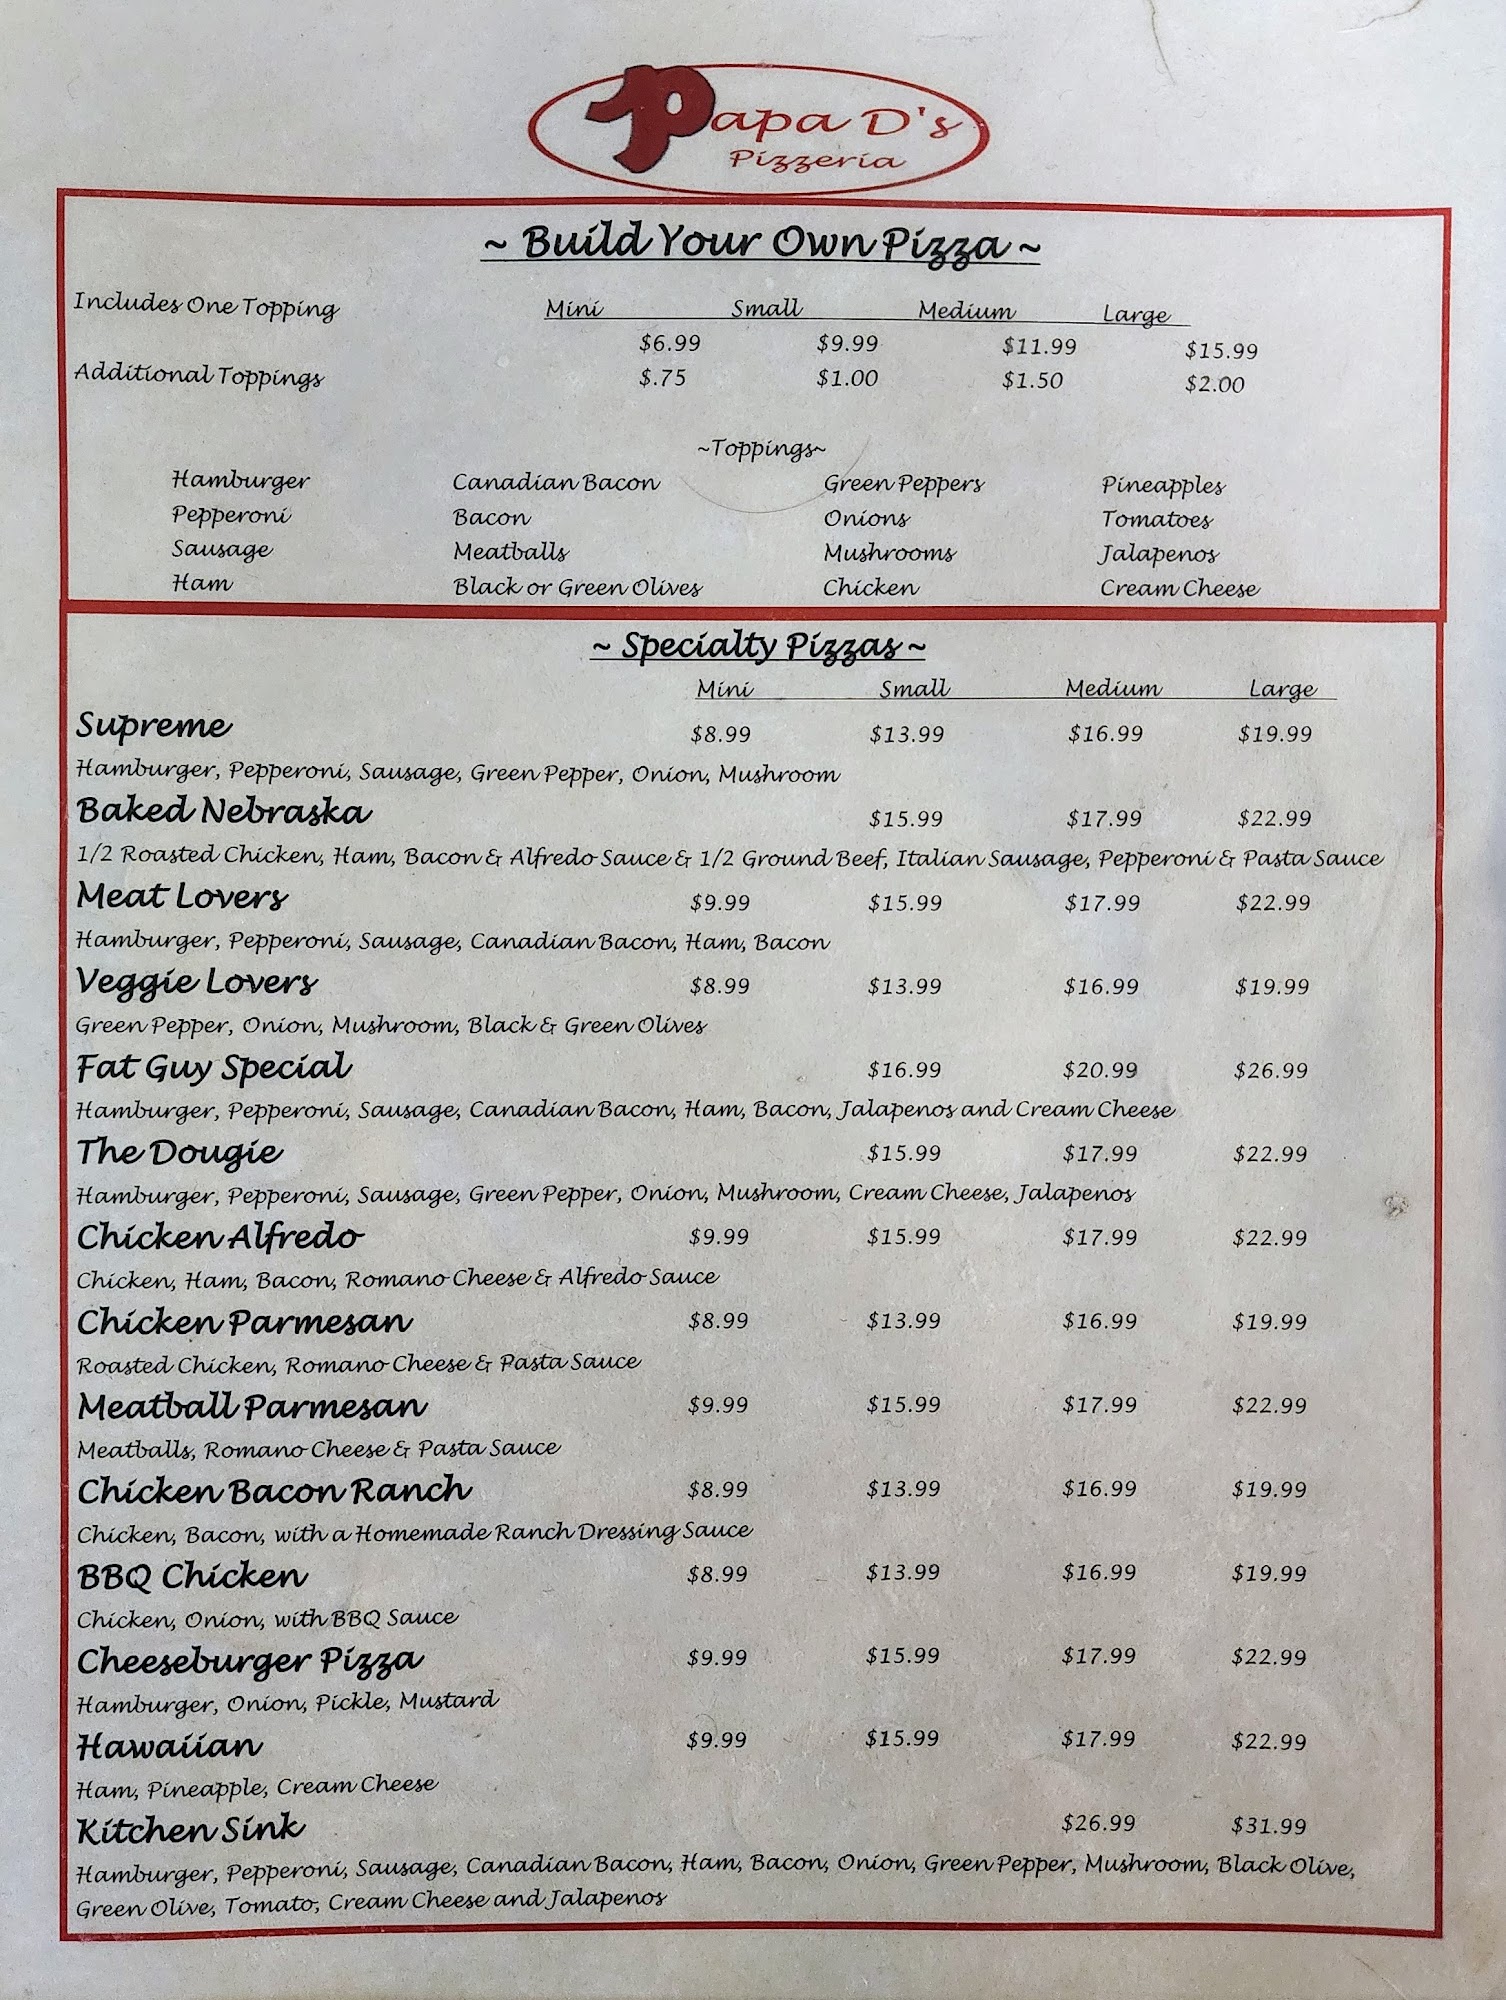 Papa D's
Pizzeria
~ Build Your Own Pizza ~
Includes One Topping Mini Small Medium Large
$6.99 $9.99 $11.99 $15.99
Additional Toppings $.75 $1.00 $1.50 $2.00
~Toppings~
Hamburger Canadian Bacon Green Peppers Pineapples
Pepperoni Bacon Onions Tomatoes
Sausage Meatballs Mushrooms Jalapenos
Ham Black or Green Olives Chicken Cream Cheese
~ Specialty Pizzas ~
Mini Small Medium Large
Supreme $8.99 $13.99 $16.99 $19.99
Hamburger, Pepperoni, Sausage, Green Pepper, Onion, Mushroom
Baked Nebraska $15.99 $17.99 $22.99
1/2 Roasted Chicken, Ham, Bacon & Alfredo Sauce & 1/2 Ground Beef, Italian Sausage, Pepperoni & Pasta Sauce
Meat Lovers $9.99 $15.99 $17.99 $22.99
Hamburger, Pepperoni, Sausage, Canadian Bacon, Ham, Bacon
Veggie Lovers $8.99 $13.99 $16.99 $19.99
Green Pepper, Onion, Mushroom, Black & Green Olives
Fat Guy Special $16.99 $20.99 $26.99
Hamburger, Pepperoni, Sausage, Canadian Bacon, Ham, Bacon, Jalapenos and Cream Cheese
The Dougie $15.99 $17.99 $22.99
Hamburger, Pepperoni, Sausage, Green Pepper, Onion, Mushroom, Cream Cheese, Jalapenos
Chicken Alfredo $9.99 $15.99 $17.99 $22.99
Chicken, Ham, Bacon, Romano Cheese & Alfredo Sauce
Chicken Parmesan $8.99 $13.99 $16.99 $19.99
Roasted Chicken, Romano Cheese & Pasta Sauce
Meatball Parmesan $9.99 $15.99 $17.99 $22.99
Meatballs, Romano Cheese & Pasta Sauce
Chicken Bacon Ranch $8.99 $13.99 $16.99 $19.99
Chicken, Bacon, with a Homemade Ranch Dressing Sauce
BBQ Chicken $8.99 $13.99 $16.99 $19.99
Chicken, Onion, with BBQ Sauce
Cheeseburger Pizza $9.99 $15.99 $17.99 $22.99
Hamburger, Onion, Pickle, Mustard
Hawaiian $9.99 $15.99 $17.99 $22.99
Ham, Pineapple, Cream Cheese
Kitchen Sink $26.99 $31.99
Hamburger, Pepperoni, Sausage, Canadian Bacon, Ham, Bacon, Onion, Green Pepper, Mushroom, Black Olive,
Green Olive, Tomato, Cream Cheese and Jalapenos